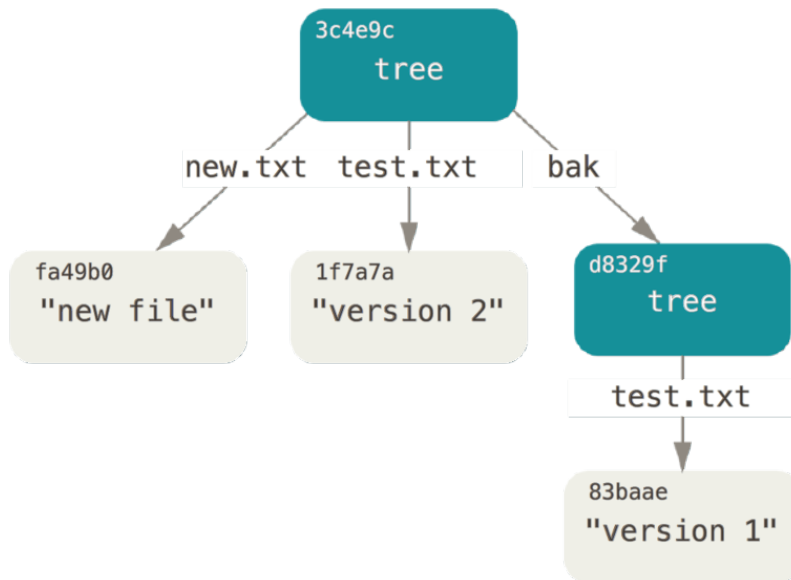 3c4e9c
tree
new.txt
test.txt
bak
fa49b0
"new file"
1f7a7a
"version 2"
d8329f
tree
test.txt
83baae
"version 1"